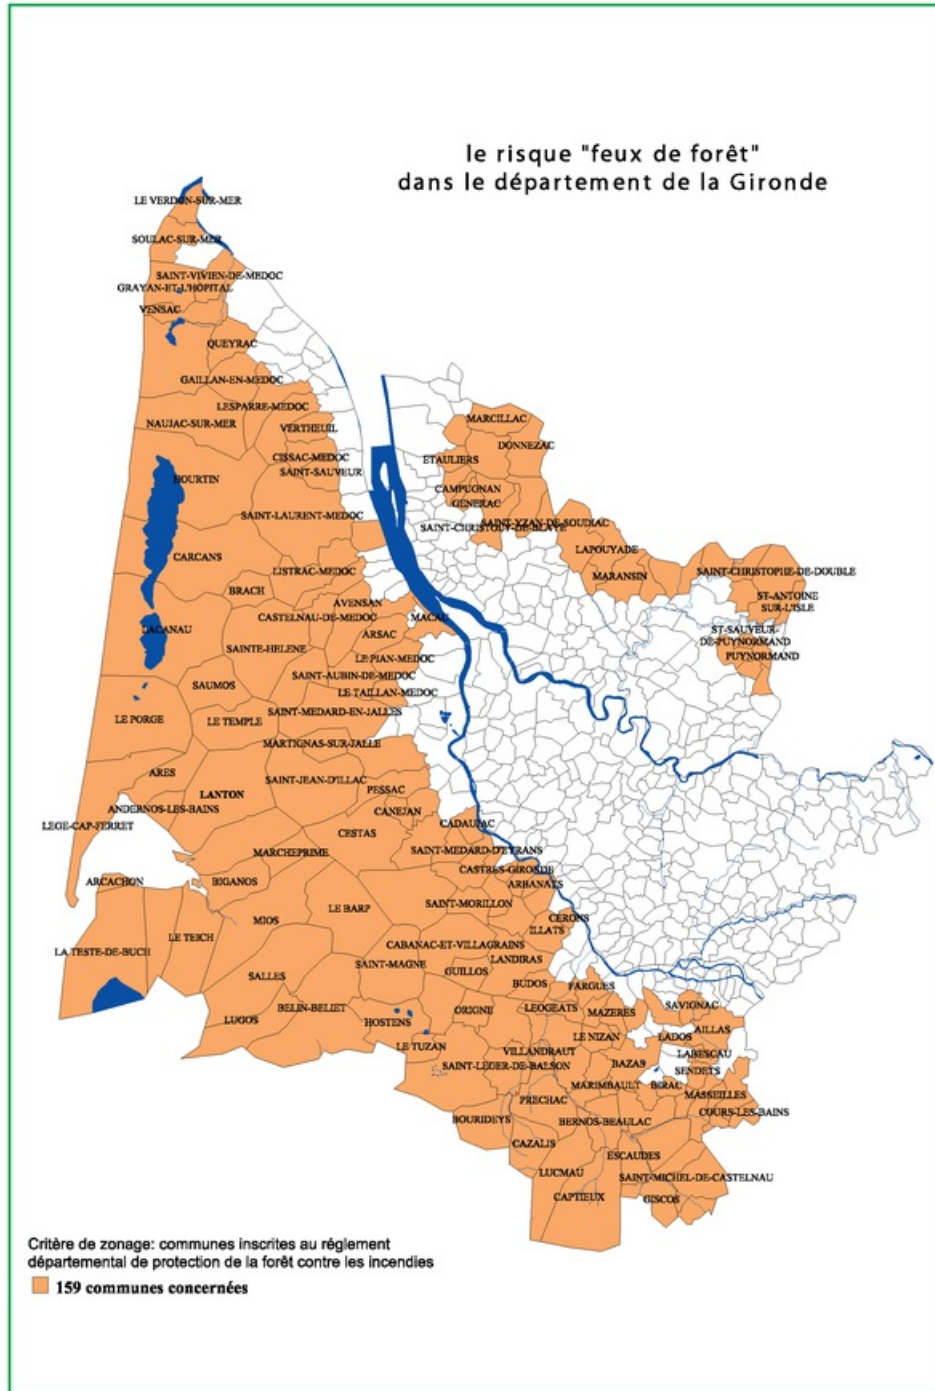 le risque "feux de forêt"
dans le département de la Gironde
LE VERDON-SUR-MER
SOULAC-SUR-MER
SAINT-VIVIEN-DE-MEDOC
GRAYAN-ET-L'HOPITAL
VENSAC
QUEYRAC
GAILLAN-EN-MEDOC
LESPARRE-MEDOC
NAUJAC-SUR-MER
VERTHEUIL
CISSAC-MEDOC
SAINT-SAUVEUR
HOURTIN
SAINT-LAURENT-MEDOC
CARCANS
LISTRAC-MEDOC
BRACH
AVENSAN
CASTELNAU-DE-MEDOC
MACAU
LACANAU
ARSAC
SAINTE-HELENE
LE PIAN-MEDOC
SAINT-AUBIN-DE-MEDOC
SAUMOS
LE TAILLAN-MEDOC
LE PORGE
LE TEMPLE
SAINT-MEDARD-EN-JALLES
MARTIGNAS-SUR-JALLE
ARES
SAINT-JEAN-D'ILLAC
LANTON
PESSAC
ANDERNOS-LES-BAINS
CANEJAN
LEGE-CAP-FERRET
CESTAS
CADAUJAC
MARCHEPRIME
SAINT-MEDARD-D'EYRANS
CASTRES-GIRONDE
ARCACHON
BIGANOS
ARBANATS
LE BARP
SAINT-MORILLON
MIOS
CERONS
ILLATS
LE TEICH
LA TESTE-DE-BUCH
CABANAC-ET-VILLAGRAINS
LANDIRAS
SAINT-MAGNE
GUILLOS
SALLES
BUDOS
FARGUES
BELIN-BELIET
ORIGNE
LEOGEATS
MAZERES
SAVIGNAC
LUGOS
HOSTENS
LE NIZAN
LADOS
AILLAS
LE TUZAN
VILLANDRAUT
LABESCAU
SAINT-LEGER-DE-BALSON
BAZAS
SENDETS
MARIMBAULT
BIRAC
MASSEILLES
PRECHAC
COURS-LES-BAINS
BOURIDEYS
BERNOS-BEAULAC
CAZALIS
ESCAUDES
LUCMAU
SAINT-MICHEL-DE-CASTELNAU
CAPTIEUX
GISCOS
MARCILLAC
DONNEZAC
ETAULIERS
CAMPUGNAN
GENERAC
SAINT-CHRISTOLY-DE-BLAYE
SAINT-YZAN-DE-SOUDIAC
LAPOUYADE
MARANSIN
SAINT-CHRISTOPHE-DE-DOUBLE
ST-ANTOINE
SUR-L'ISLE
ST-SAUVEUR-
DE-PUYNORMAND
PUYNORMAND
Critère de zonage: communes inscrites au réglement
départemental de protection de la forêt contre les incendies
159 communes concernées